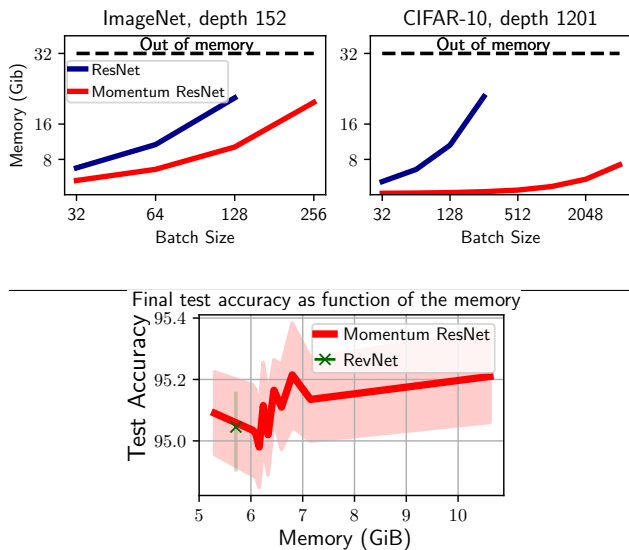 ImageNet, depth 152
Memory (Gib)
32
16
8
Out of memory
ResNet
Momentum ResNet
32
64
128
256
Batch Size
CIFAR-10, depth 1201
32
16
8
Out of memory
32
128
512
2048
Batch Size
Final test accuracy as function of the memory
Test Accuracy
95.4
95.2
95.0
Momentum ResNet
RevNet
5
6
7
8
9
10
Memory (GiB)